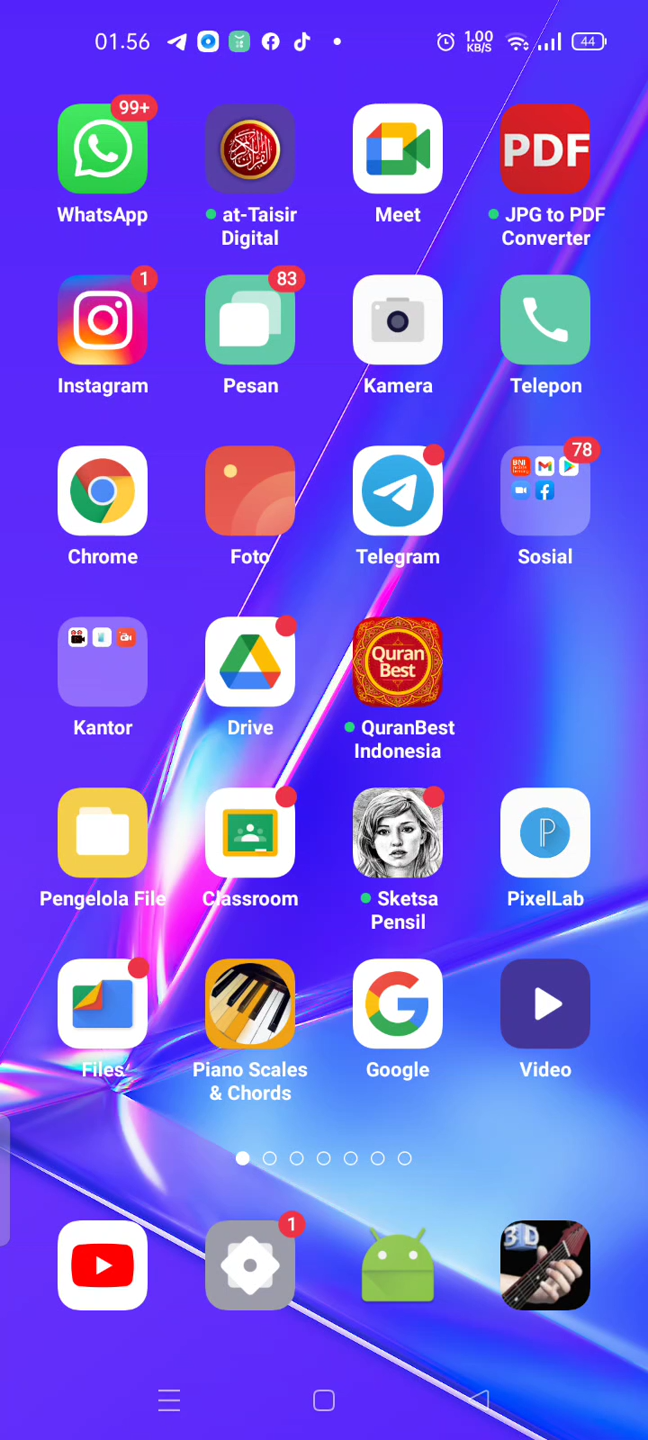 01.56
1.00
KB/S
44
99+
WhatsApp
at-Taisir
Digital
Meet
PDF
JPG to PDF
Converter
1
Instagram
83
Pesan
Kamera
Telepon
Chrome
Foto
Telegram
78
BNI
Sosial
Kantor
Drive
Quran
Best
QuranBest
Indonesia
Pengelola File
Classroom
Sketsa
Pensil
P
PixelLab
Files
Piano Scales
& Chords
G
Google
Video
1
3D